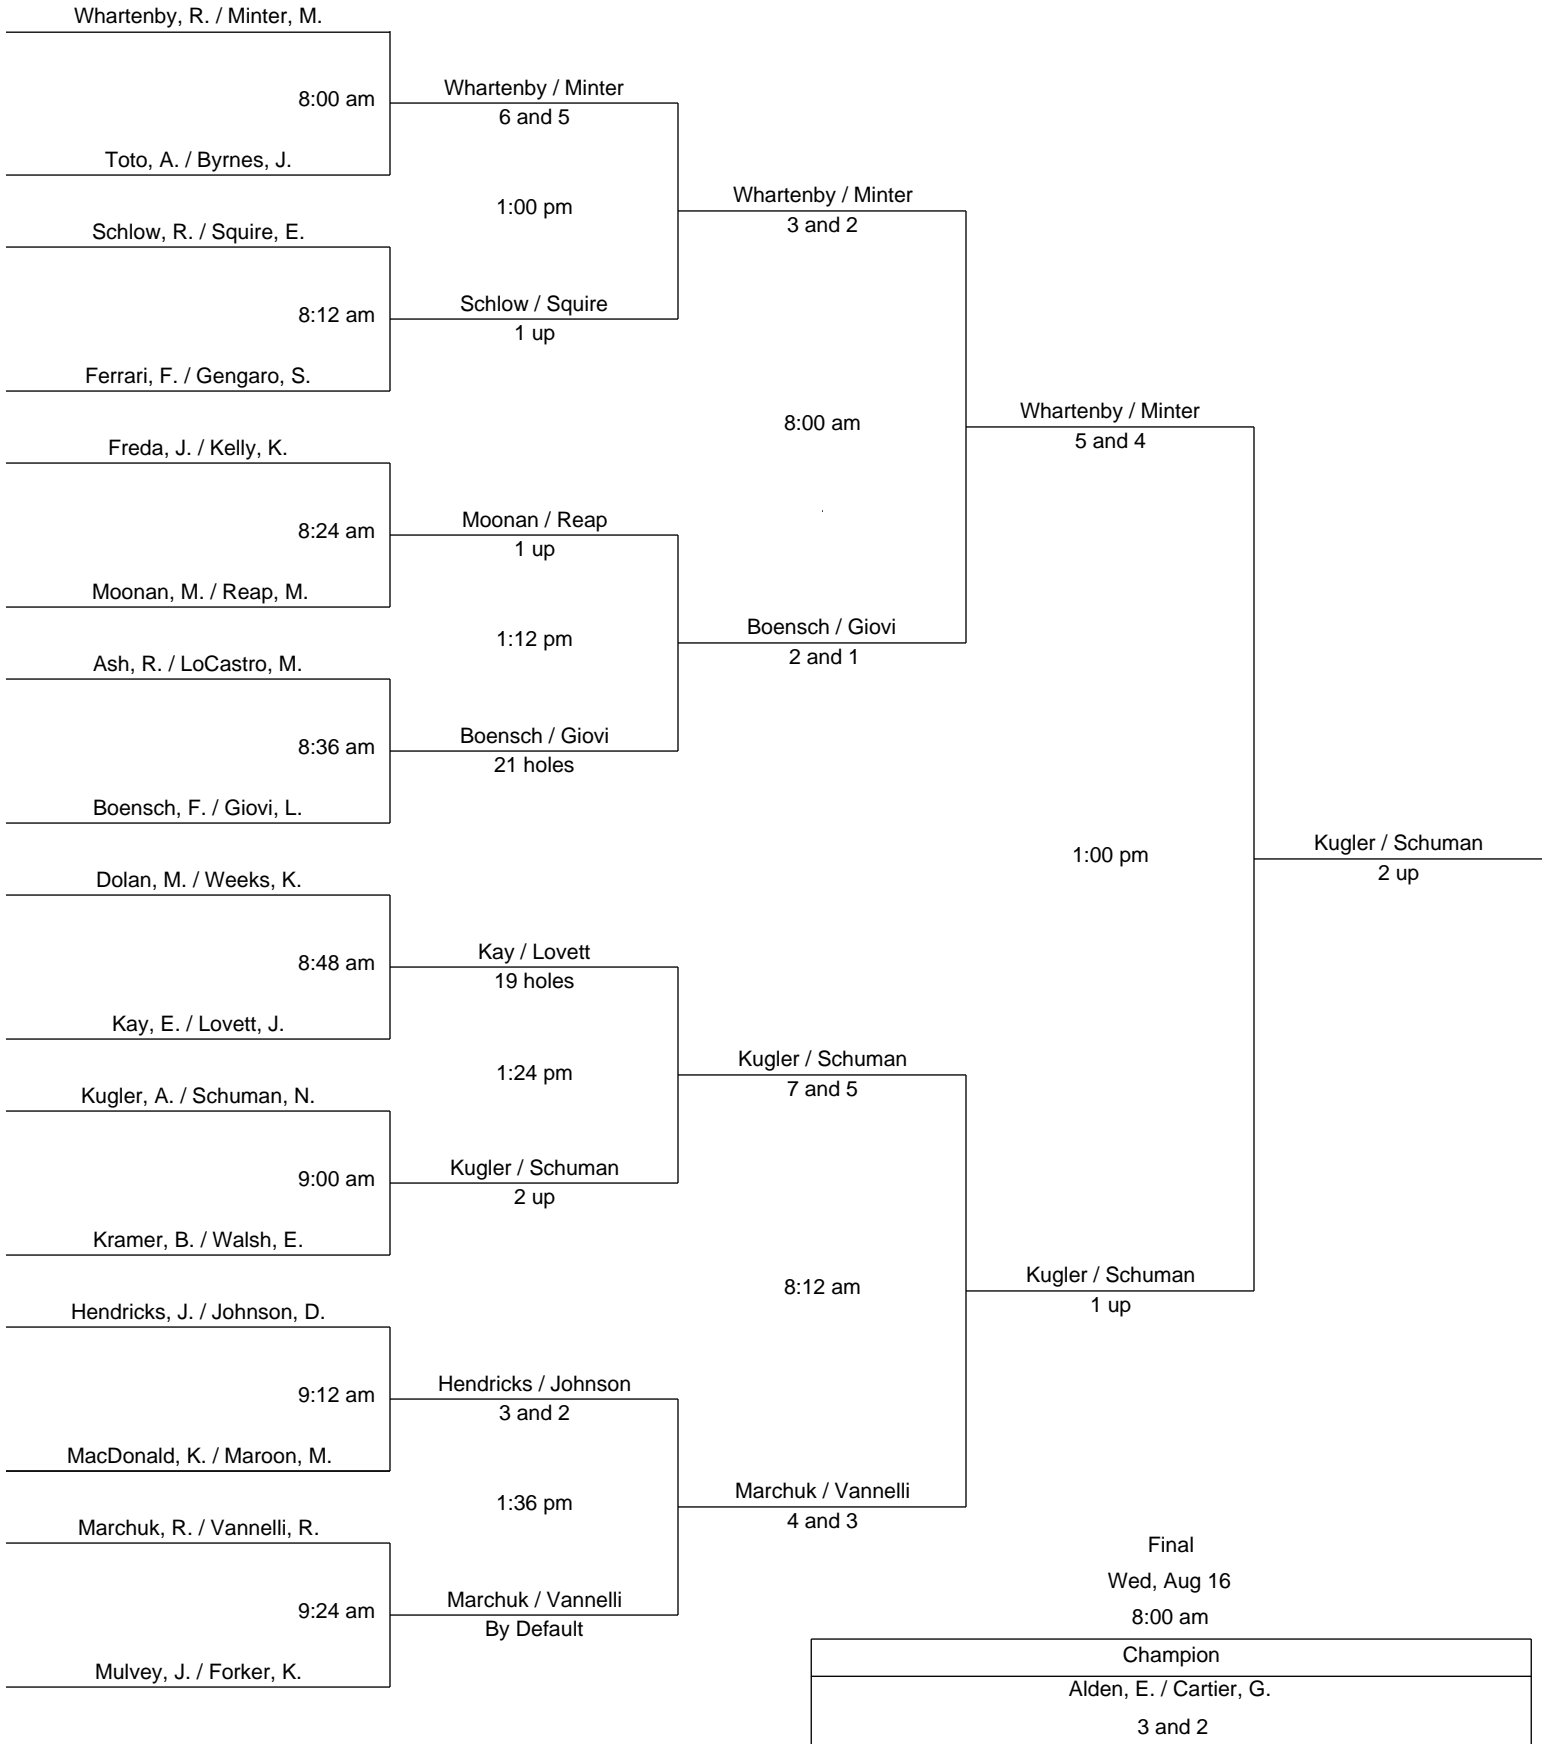 Whartenby, R. / Minter, M.
8:00 am
Whartenby / Minter
6 and 5
Toto, A. / Byrnes, J.
1:00 pm
Whartenby / Minter
3 and 2
Schlow, R. / Squire, E.
8:12 am
Schlow / Squire
1 up
Ferrari, F. / Gengaro, S.
8:00 am
Whartenby / Minter
5 and 4
Freda, J. / Kelly, K.
8:24 am
Moonan / Reap
1 up
Moonan, M. / Reap, M.
1:12 pm
Boensch / Giovi
2 and 1
Ash, R. / LoCastro, M.
8:36 am
Boensch / Giovi
21 holes
Boensch, F. / Giovi, L.
1:00 pm
Kugler / Schuman
2 up
Dolan, M. / Weeks, K.
8:48 am
Kay / Lovett
19 holes
Kay, E. / Lovett, J.
1:24 pm
Kugler / Schuman
7 and 5
Kugler, A. / Schuman, N.
9:00 am
Kugler / Schuman
2 up
Kramer, B. / Walsh, E.
8:12 am
Kugler / Schuman
1 up
Hendricks, J. / Johnson, D.
9:12 am
Hendricks / Johnson
3 and 2
MacDonald, K. / Maroon, M.
1:36 pm
Marchuk / Vannelli
4 and 3
Marchuk, R. / Vannelli, R.
9:24 am
Marchuk / Vannelli
By Default
Mulvey, J. / Forker, K.
Final
Wed, Aug 16
8:00 am
Champion
Alden, E. / Cartier, G.
3 and 2